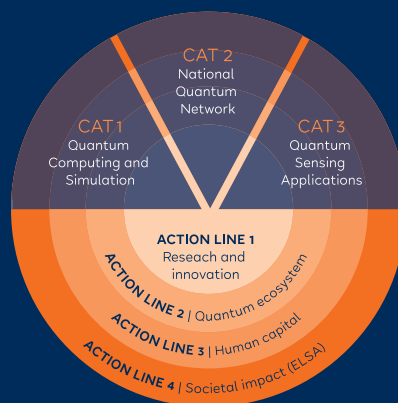 CAT 2
National
Quantum
Network
CAT 1
Quantum
Computing and
Simulation
CAT 3
Quantum
Sensing
Applications
ACTION LINE 1
Reseach and
innovation
ACTION LINE 2 | Quantum ecosystem
ACTION LINE 3 | Human capital
ACTION LINE 4 | Societal impact (ELSA)